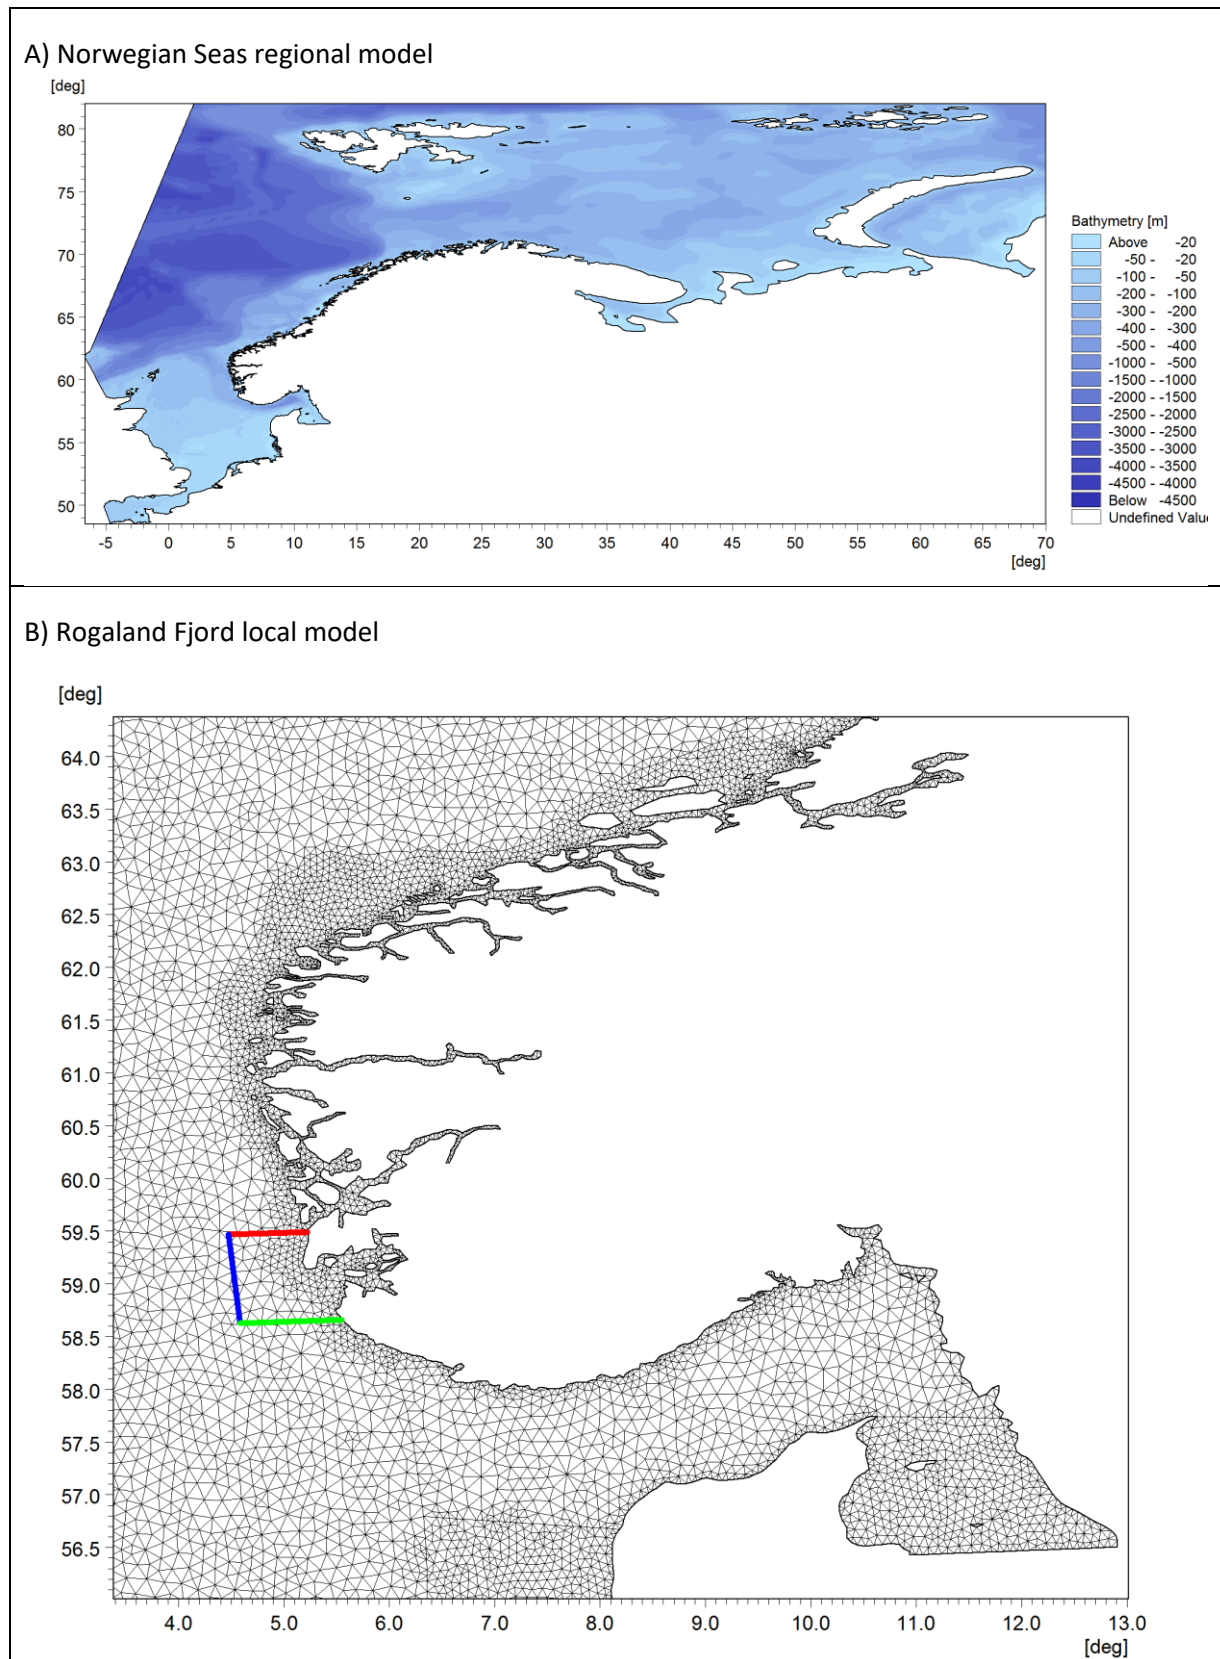 A) Norwegian Seas regional model
[deg]
80
75
70
65
60
55
50
-5 0 5 10 15 20 25 30 35 40 45 50 55 60 65 70
[deg]
Bathymetry [m]
Above -20
-50 - -20
-100 - -50
-200 - -100
-300 - -200
-400 - -300
-500 - -400
-1000 - -500
-1500 - -1000
-2000 - -1500
-2500 - -2000
-3000 - -2500
-3500 - -3000
-4000 - -3500
-4500 - -4000
Below -4500
Undefined Valu
B) Rogaland Fjord local model
[deg]
64.0
63.5
63.0
62.5
62.0
61.5
61.0
60.5
60.0
59.5
59.0
58.5
58.0
57.5
57.0
56.5
4.0 5.0 6.0 7.0 8.0 9.0 10.0 11.0 12.0 13.0
[deg]